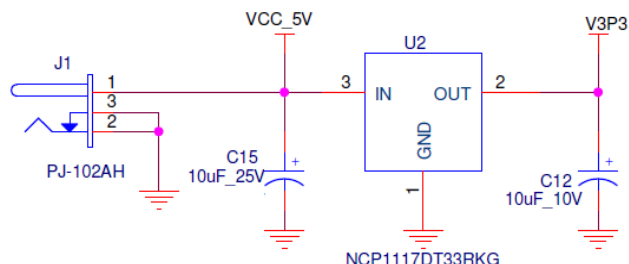 VCC_5V
V3P3
J1
U2
1
3
2
3
IN
OUT
2
GND
1
PJ-102AH
C15
10uF_25V
+
C12
10uF_10V
+
NCP1117DT33RKG